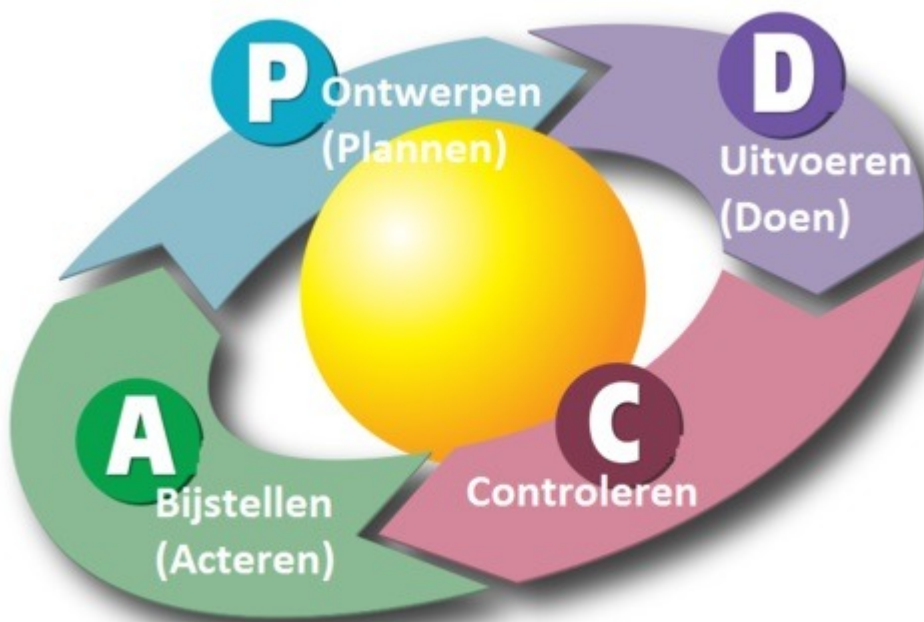 P
Ontwerpen
(Plannen)
D
Uitvoeren
(Doen)
C
Controleren
A
Bijstellen
(Acteren)